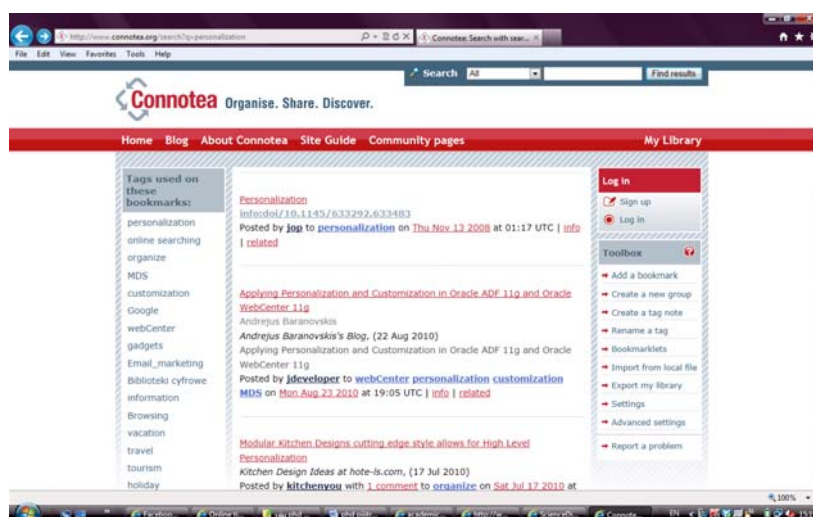 http://www.connotea.org/search?q=personalization
Connotea: Search with sear...
File Edit View Favorites Tools Help
Search All Find results
Connotea Organise. Share. Discover.
Home Blog About Connotea Site Guide Community pages My Library
Tags used on
these
bookmarks:
personalization
online searching
organize
MDS
customization
Google
webCenter
gadgets
Email_marketing
Biblioteki cyfrowe
information
Browsing
vacation
travel
tourism
holiday
Personalization
info:doi/10.1145/633292.633483
Posted by jop to personalization on Thu Nov 13 2008 at 01:17 UTC | info
| related
Applying Personalization and Customization in Oracle ADF 11g and Oracle
WebCenter 11g
Andrejus Baranovskis
Andrejus Baranovskis's Blog, (22 Aug 2010)
Applying Personalization and Customization in Oracle ADF 11g and Oracle
WebCenter 11g
Posted by jdeveloper to webCenter personalization customization
MDS on Mon Aug 23 2010 at 19:05 UTC | info | related
Modular Kitchen Designs cutting edge style allows for High Level
Personalization
Kitchen Design Ideas at hote-ls.com, (17 Jul 2010)
Posted by kitchenyou with 1 comment to organize on Sat Jul 17 2010 at
Log in
Sign up
Log in
Toolbox
Add a bookmark
Create a new group
Create a tag note
Rename a tag
Bookmarklets
Import from local file
Export my library
Settings
Advanced settings
Report a problem
100%
Faceboo... Online ti... phd ... phd ... academic... http://w... ScienceDi... Connote... EN